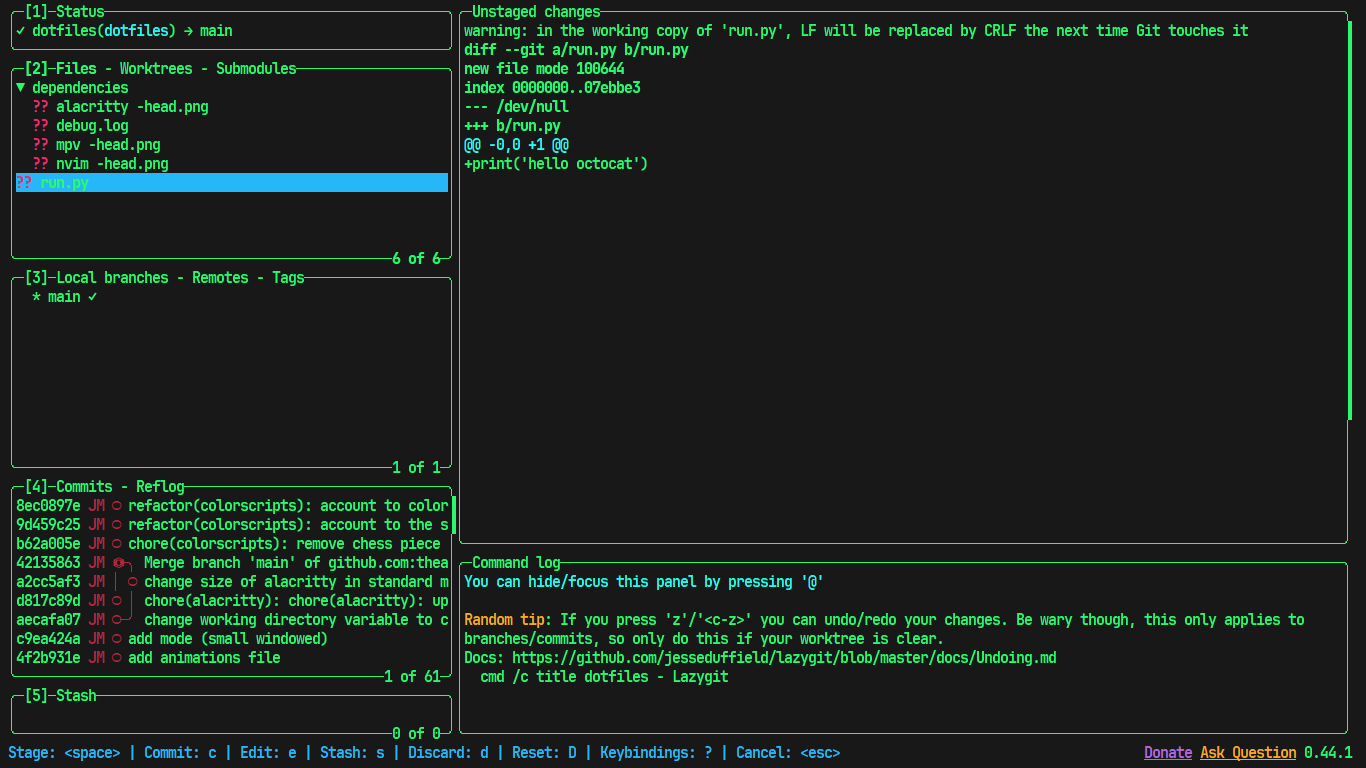 [1]-Status
✓ dotfiles(dotfiles) → main
[2]-Files - Worktrees - Submodules
▼ dependencies
?? alacritty -head.png
?? debug.log
?? mpv -head.png
?? nvim -head.png
?? run.py
6 of 6
[3]-Local branches - Remotes - Tags
* main ✓
1 of 1
[4]-Commits - Reflog
8ec0897e JM ○ refactor(colorscripts): account to color
9d459c25 JM ○ refactor(colorscripts): account to the s
b62a005e JM ○ chore(colorscripts): remove chess piece
42135863 JM Merge branch 'main' of github.com:thea
a2cc5af3 JM │ ○ change size of alacritty in standard m
d817c89d JM ○ │ chore(alacritty): chore(alacritty): up
aecafa07 JM ○─╯ change working directory variable to c
c9ea424a JM ○ add mode (small windowed)
4f2b931e JM ○ add animations file
1 of 61
[5]-Stash
0 of 0
Unstaged changes
warning: in the working copy of 'run.py', LF will be replaced by CRLF the next time Git touches it
diff --git a/run.py b/run.py
new file mode 100644
index 0000000..07ebbe3
--- /dev/null
+++ b/run.py
@@ -0,0 +1 @@
+print('hello octocat')
Command log
You can hide/focus this panel by pressing '@'
Random tip: If you press 'z'/'<c-z>' you can undo/redo your changes. Be wary though, this only applies to
branches/commits, so only do this if your worktree is clear.
Docs: https://github.com/jesseduffield/lazygit/blob/master/docs/Undoing.md
cmd /c title dotfiles - Lazygit
Stage: <space> | Commit: c | Edit: e | Stash: s | Discard: d | Reset: D | Keybindings: ? | Cancel: <esc>
Donate Ask Question 0.44.1